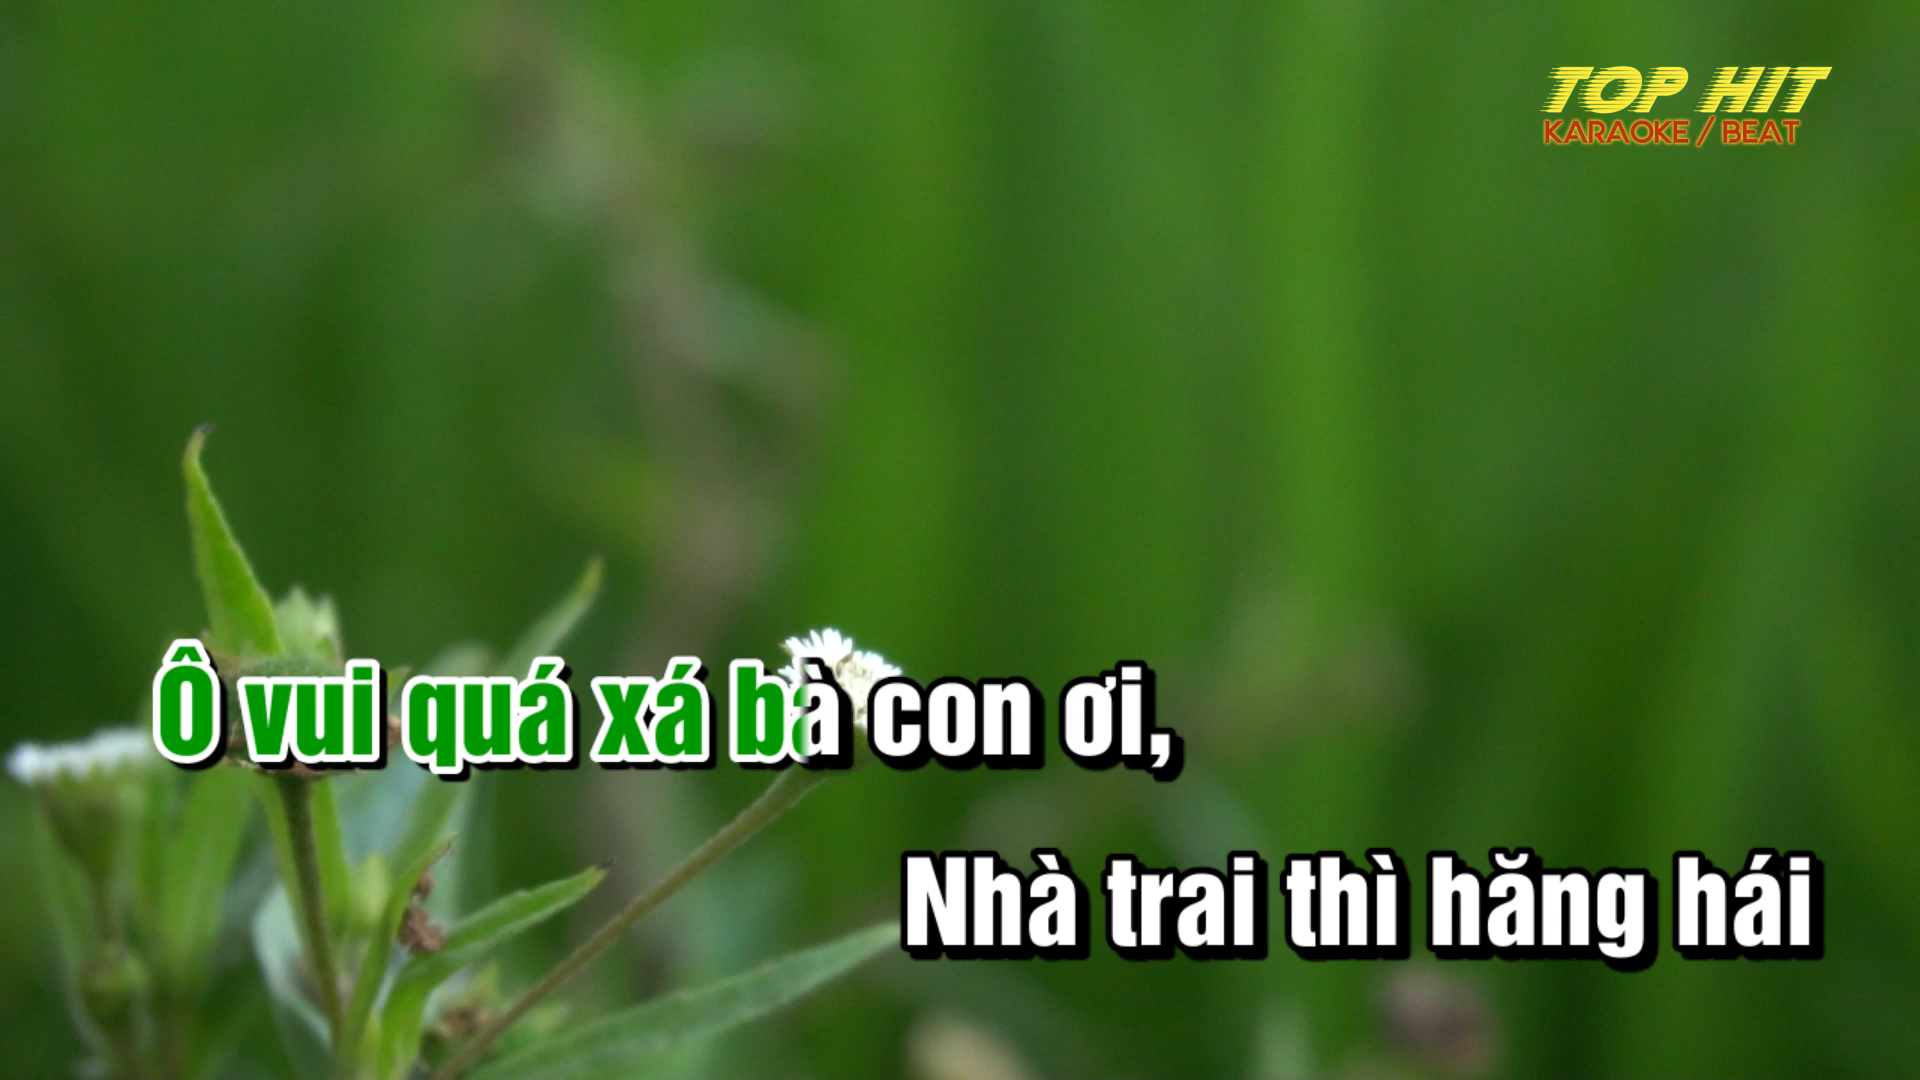 TOP HIT
KARAOKE / BEAT
Ô vui quá xá bà con ơi,
Nhà trai thì hăng hái